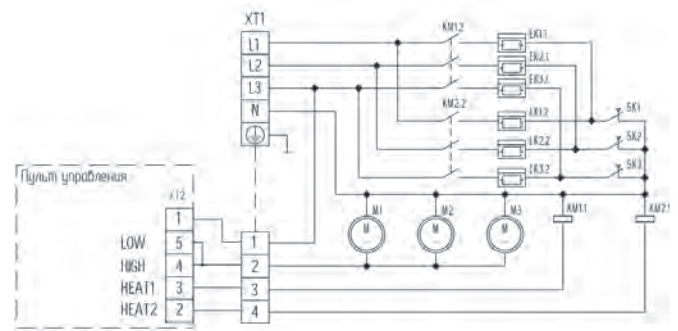 XT1
L1
L2
L3
N
KM1.2
EK1.1
EK2.1
EK3.1
KM2.2
EK1.2
EK2.2
EK3.2
SK1
SK2
SK3
Пульт управления
XT2
1
LOW 5
HIGH 4
HEAT1 3
HEAT2 2
1
2
3
4
M1
M
M2
M
M3
M
KM1.1
KM2.1